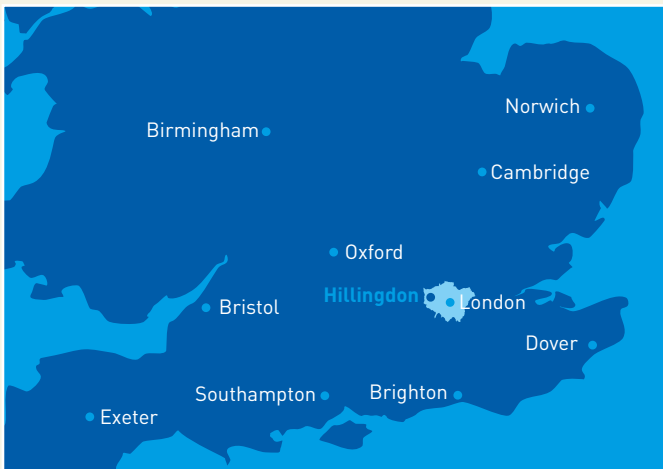 Norwich
Birmingham
Cambridge
Oxford
Hillingdon
London
Bristol
Dover
Southampton
Brighton
Exeter